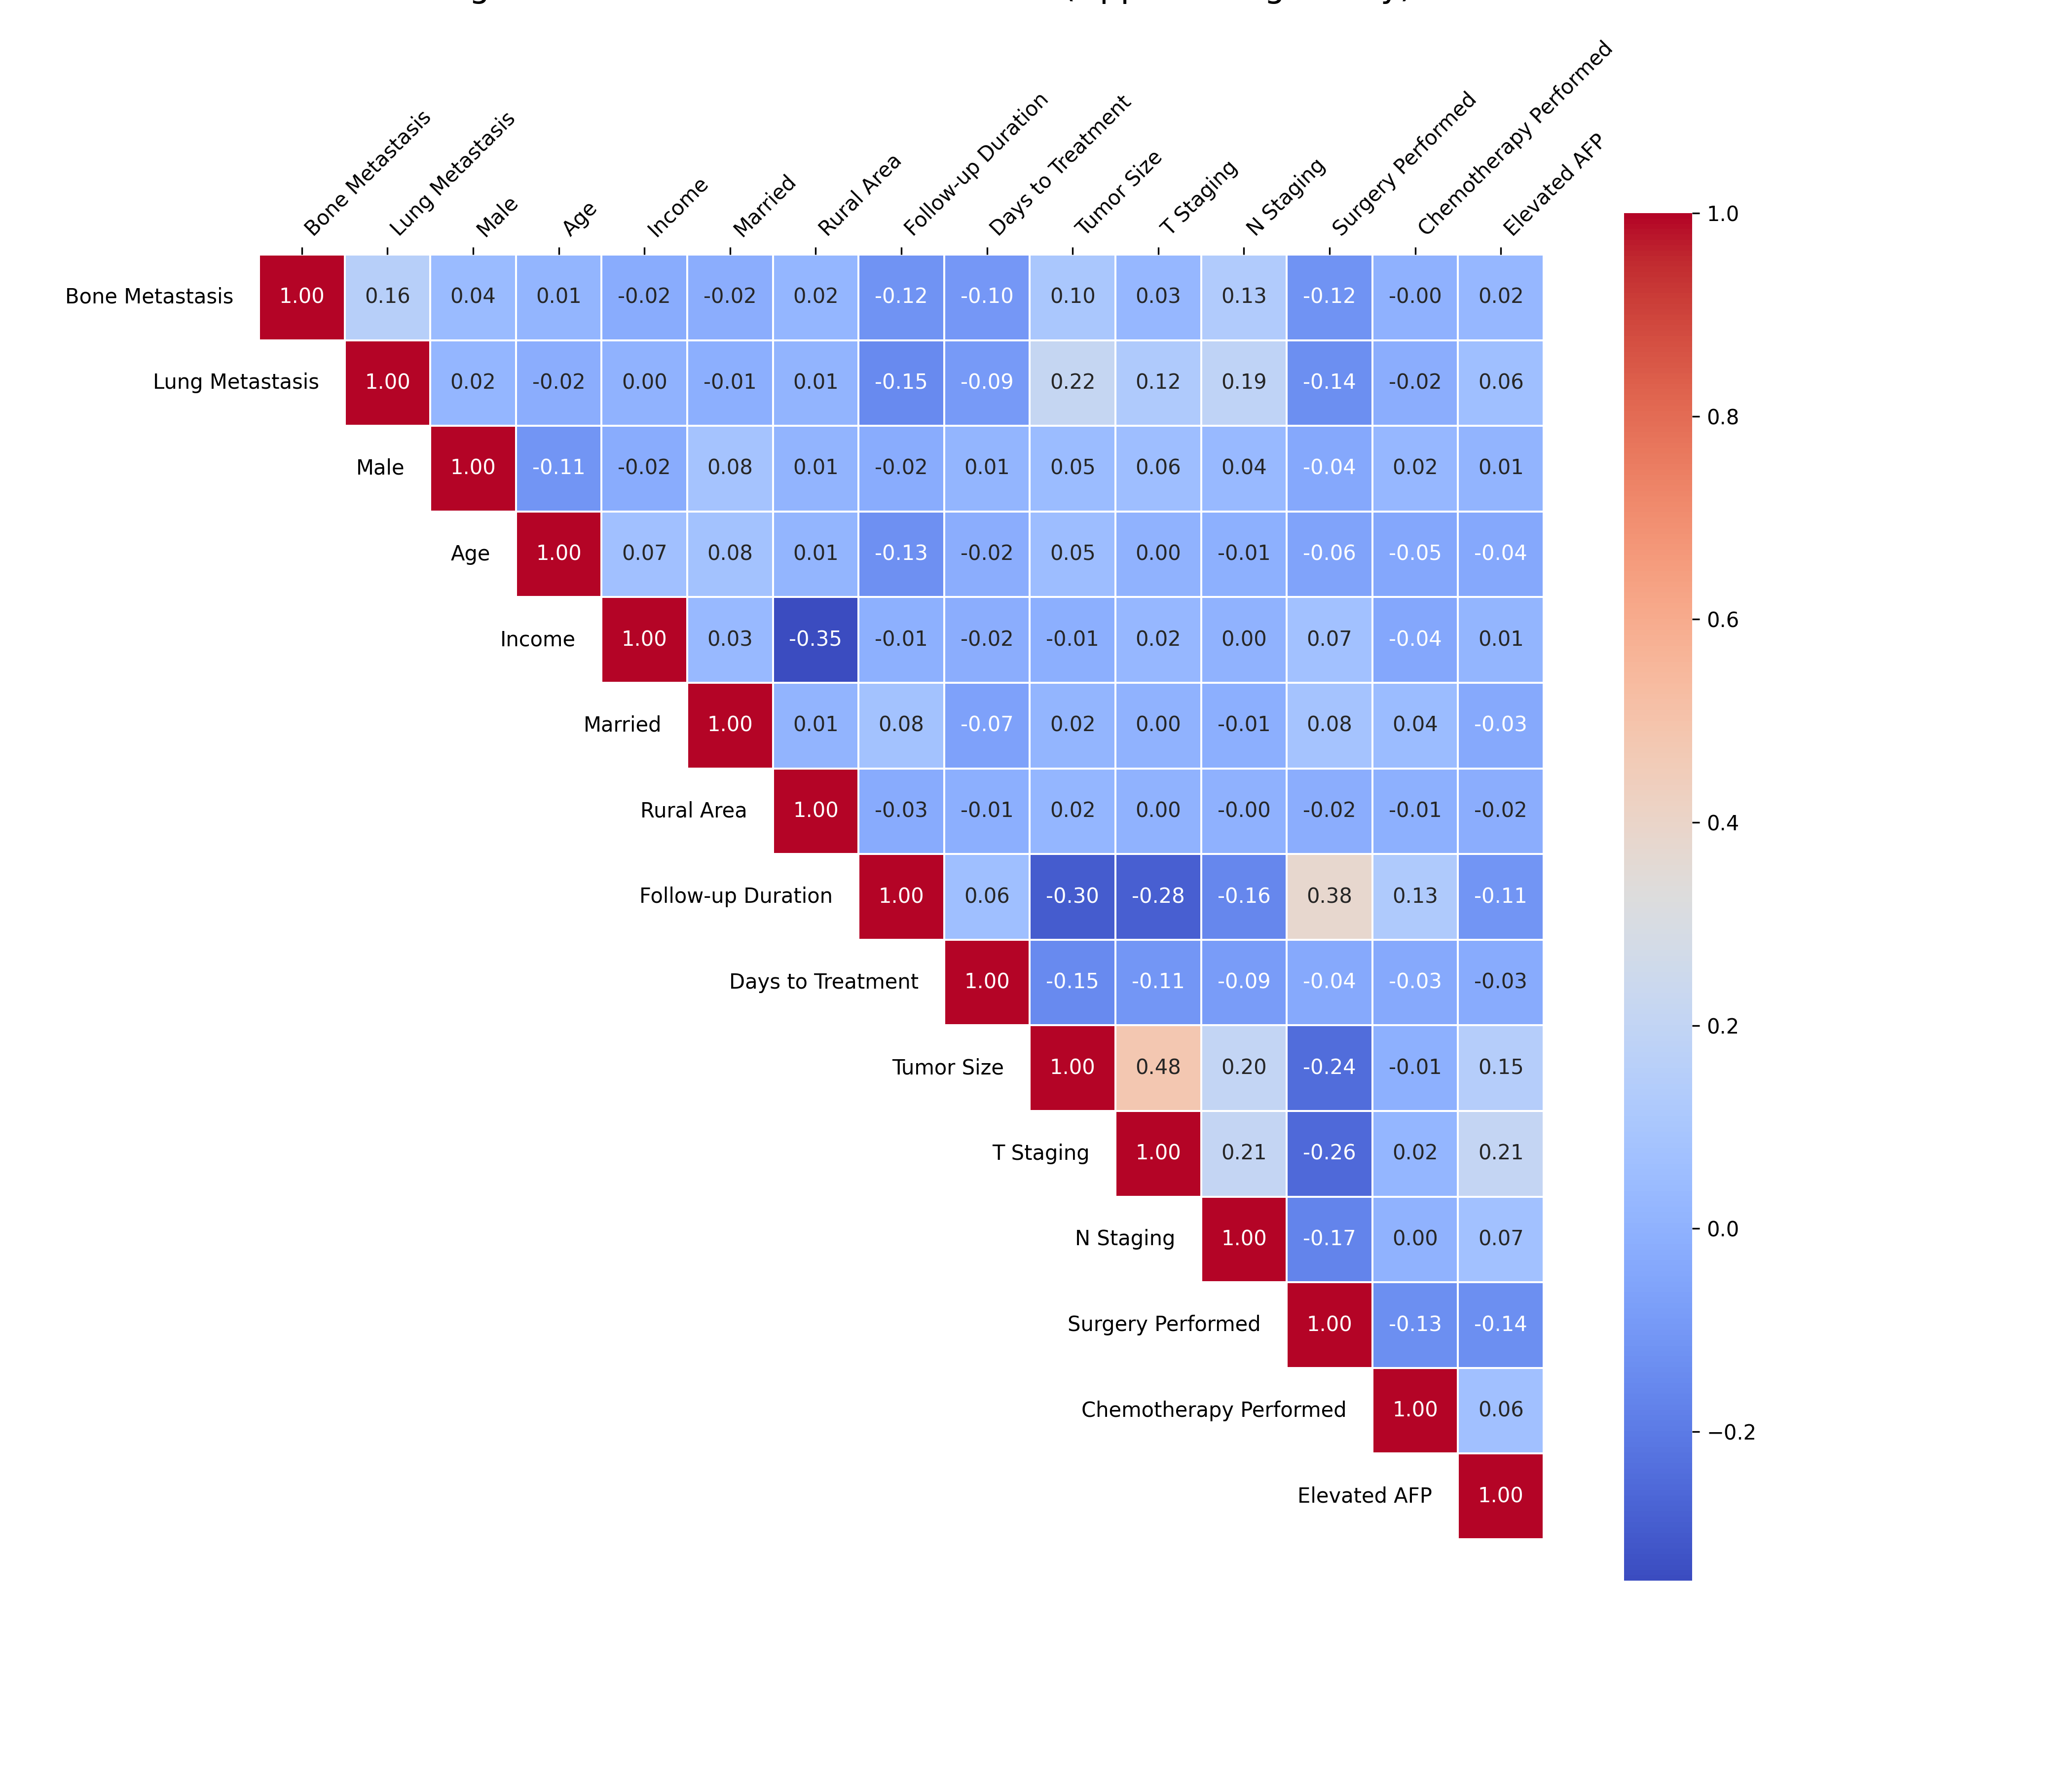 Bone Metastasis Lung Metastasis Male Age Income Married Rural Area Follow-up Duration Days to Treatment Tumor Size T Staging N Staging Surgery Performed Chemotherapy Performed Elevated AFP
Bone Metastasis 1.00 0.16 0.04 0.01 -0.02 -0.02 0.02 -0.12 -0.10 0.10 0.03 0.13 -0.12 -0.00 0.02
Lung Metastasis 1.00 0.02 -0.02 0.00 -0.01 0.01 -0.15 -0.09 0.22 0.12 0.19 -0.14 -0.02 0.06
Male 1.00 -0.11 -0.02 0.08 0.01 -0.02 0.01 0.05 0.06 0.04 -0.04 0.02 0.01
Age 1.00 0.07 0.08 0.01 -0.13 -0.02 0.05 0.00 -0.01 -0.06 -0.05 -0.04
Income 1.00 0.03 -0.35 -0.01 -0.02 -0.01 0.02 0.00 0.07 -0.04 0.01
Married 1.00 0.01 0.08 -0.07 0.02 0.00 -0.01 0.08 0.04 -0.03
Rural Area 1.00 -0.03 -0.01 0.02 0.00 -0.00 -0.02 -0.01 -0.02
Follow-up Duration 1.00 0.06 -0.30 -0.28 -0.16 0.38 0.13 -0.11
Days to Treatment 1.00 -0.15 -0.11 -0.09 -0.04 -0.03 -0.03
Tumor Size 1.00 0.48 0.20 -0.24 -0.01 0.15
T Staging 1.00 0.21 -0.26 0.02 0.21
N Staging 1.00 -0.17 0.00 0.07
Surgery Performed 1.00 -0.13 -0.14
Chemotherapy Performed 1.00 0.06
Elevated AFP 1.00
1.0
0.8
0.6
0.4
0.2
0.0
−0.2